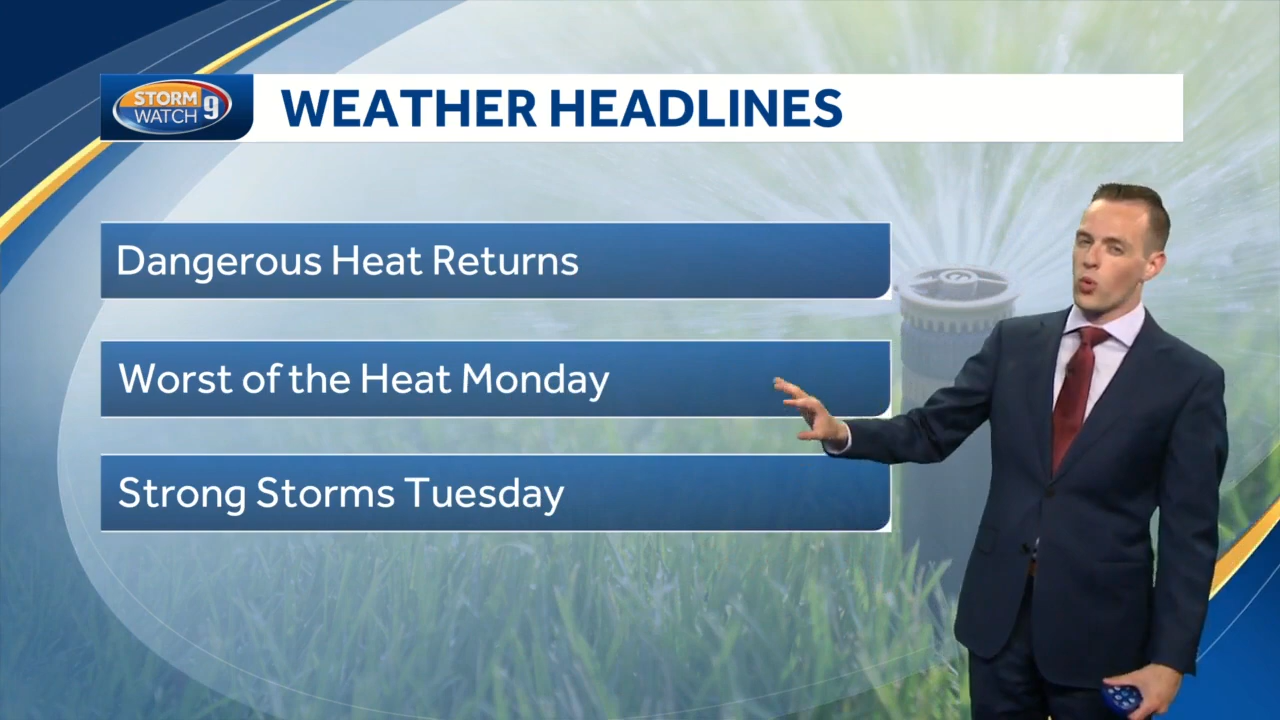 STORM
WATCH 9
WEATHER HEADLINES
Dangerous Heat Returns
Worst of the Heat Monday
Strong Storms Tuesday